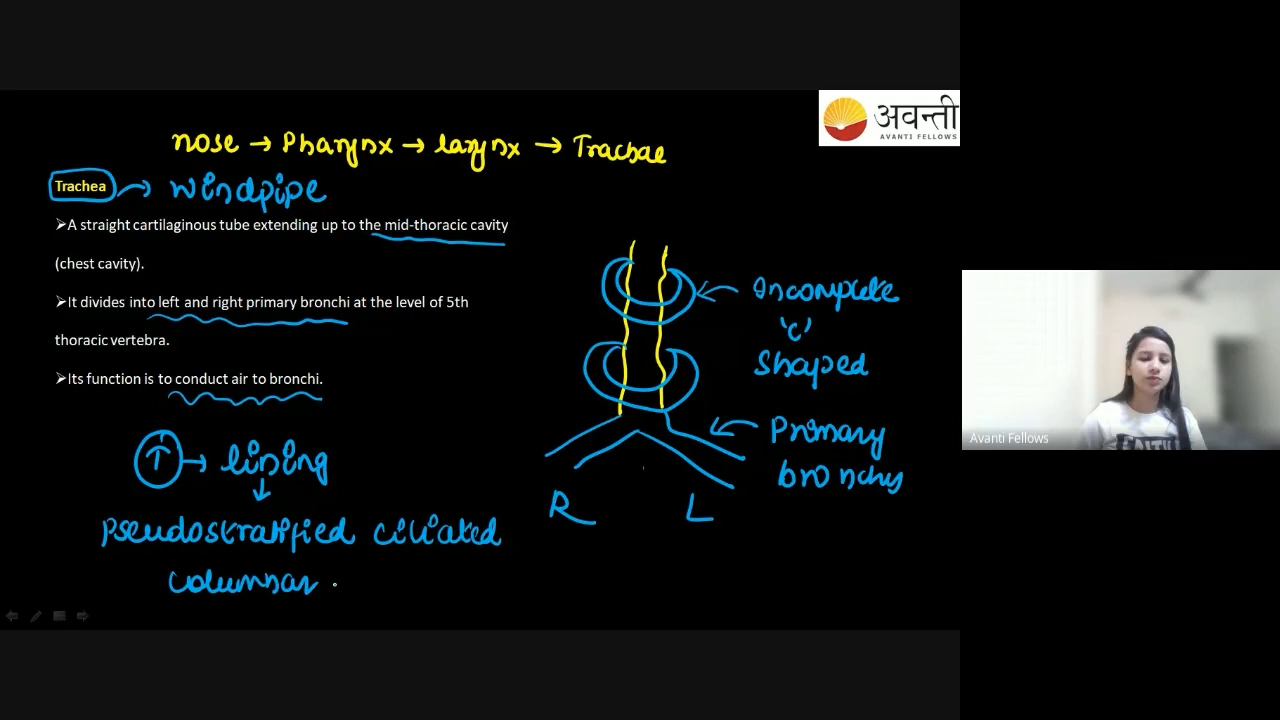 अवन्ती
AVANTI FELLOWS
nose → Pharynx → larynx → Trachae
Trachea → windpipe
➢A straight cartilaginous tube extending up to the mid-thoracic cavity
(chest cavity).
➢It divides into left and right primary bronchi at the level of 5th
thoracic vertebra.
➢Its function is to conduct air to bronchi.
Incomplete
'C'
Shaped
Primary
bronchus
R L
↑ → lining
↓
Pseudostratified ciliated
columnar
Avanti Fellows